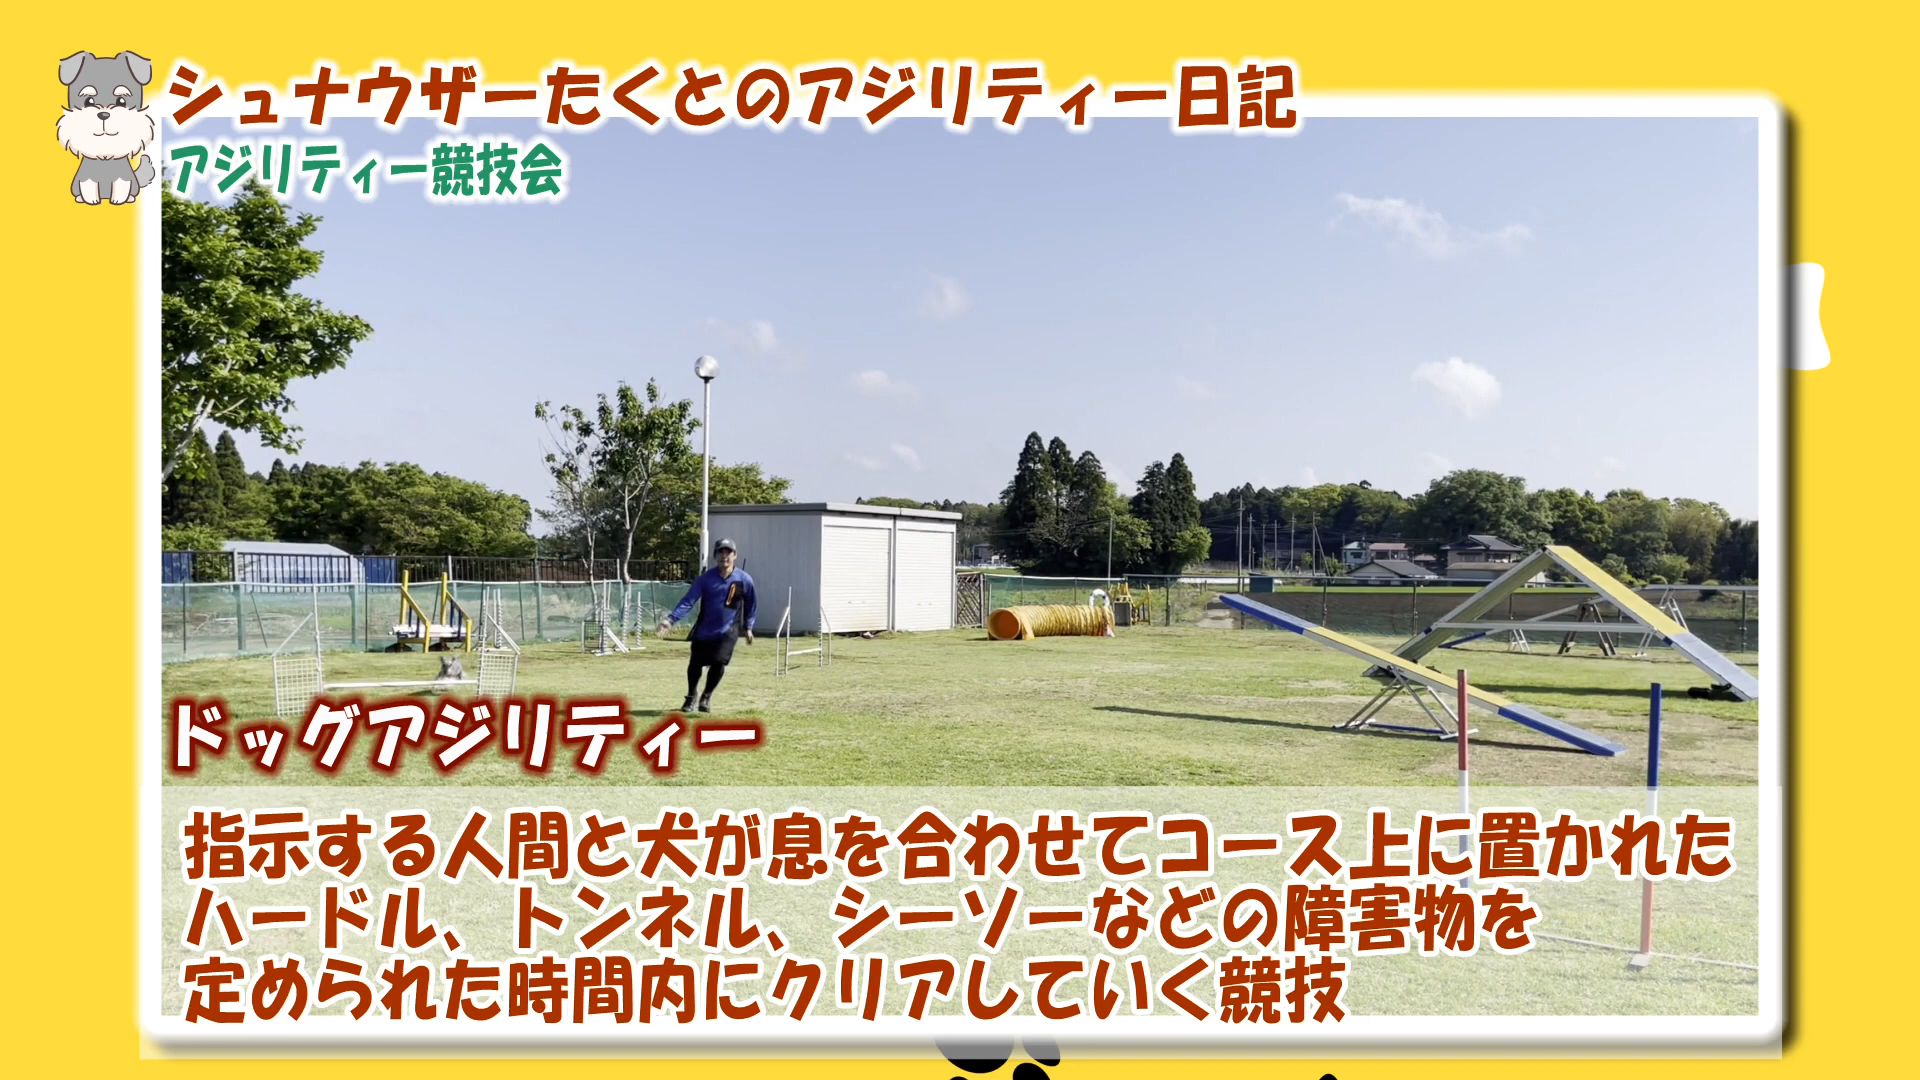 シュナウザーたくとのアジリティー日記
アジリティー競技会
ドッグアジリティー
指示する人間と犬が息を合わせてコース上に置かれた
ハードル、トンネル、シーソーなどの障害物を
定められた時間内にクリアしていく競技